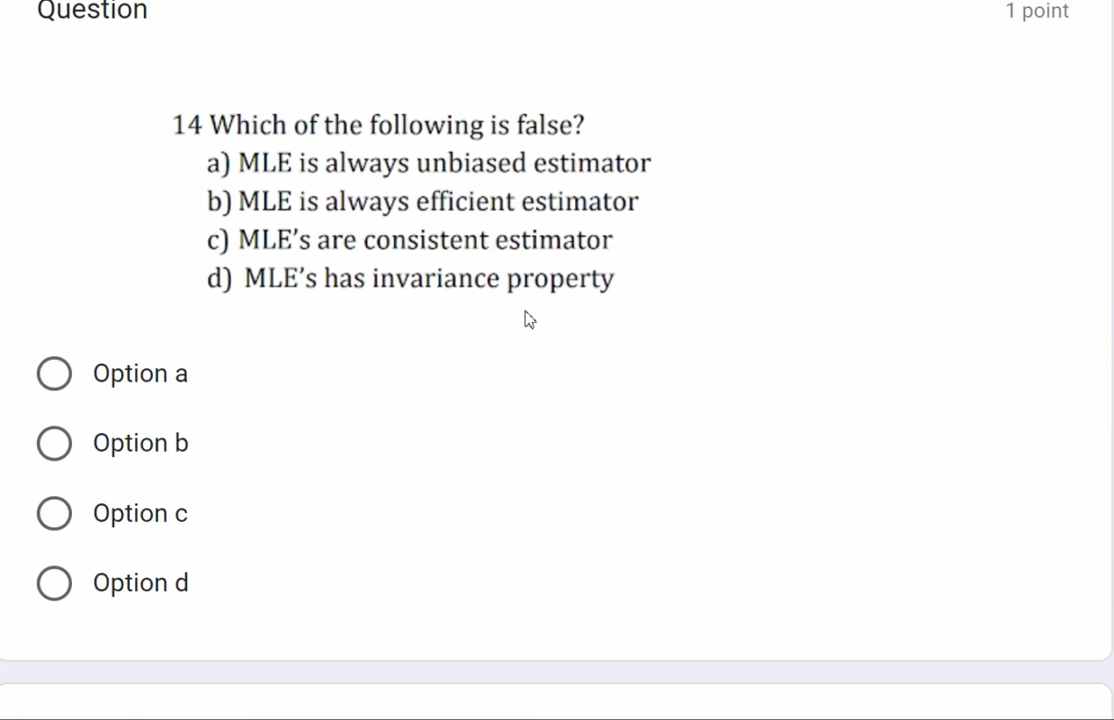 Question
1 point
14 Which of the following is false?
a) MLE is always unbiased estimator
b) MLE is always efficient estimator
c) MLE’s are consistent estimator
d) MLE’s has invariance property
Option a
Option b
Option c
Option d